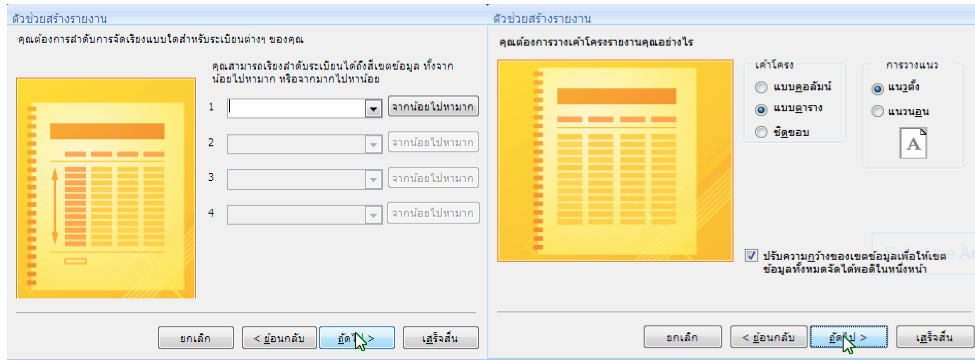 ตัวช่วยสร้างรายงาน
คุณต้องการลำดับการจัดเรียงแบบใดสำหรับระเบียนต่างๆ ของคุณ
คุณสามารถเรียงลำดับระเบียนได้ถึงสี่เขตข้อมูล ทั้งจาก
น้อยไปหามาก หรือจากมากไปหาน้อย
1 จากน้อยไปหามาก
2 จากน้อยไปหามาก
3 จากน้อยไปหามาก
4 จากน้อยไปหามาก
ยกเลิก < ย้อนกลับ ถัดไป > เสร็จสิ้น
ตัวช่วยสร้างรายงาน
คุณต้องการวางเค้าโครงรายงานคุณอย่างไร
เค้าโครง
แบบคอลัมน์
แบบตาราง
ชิดขอบ
การวางแนว
แนวตั้ง
แนวนอน
A
ปรับความกว้างของเขตข้อมูลเพื่อให้เขต
ข้อมูลทั้งหมดจัดได้พอดีในหนึ่งหน้า
ยกเลิก < ย้อนกลับ ถัดไป > เสร็จสิ้น